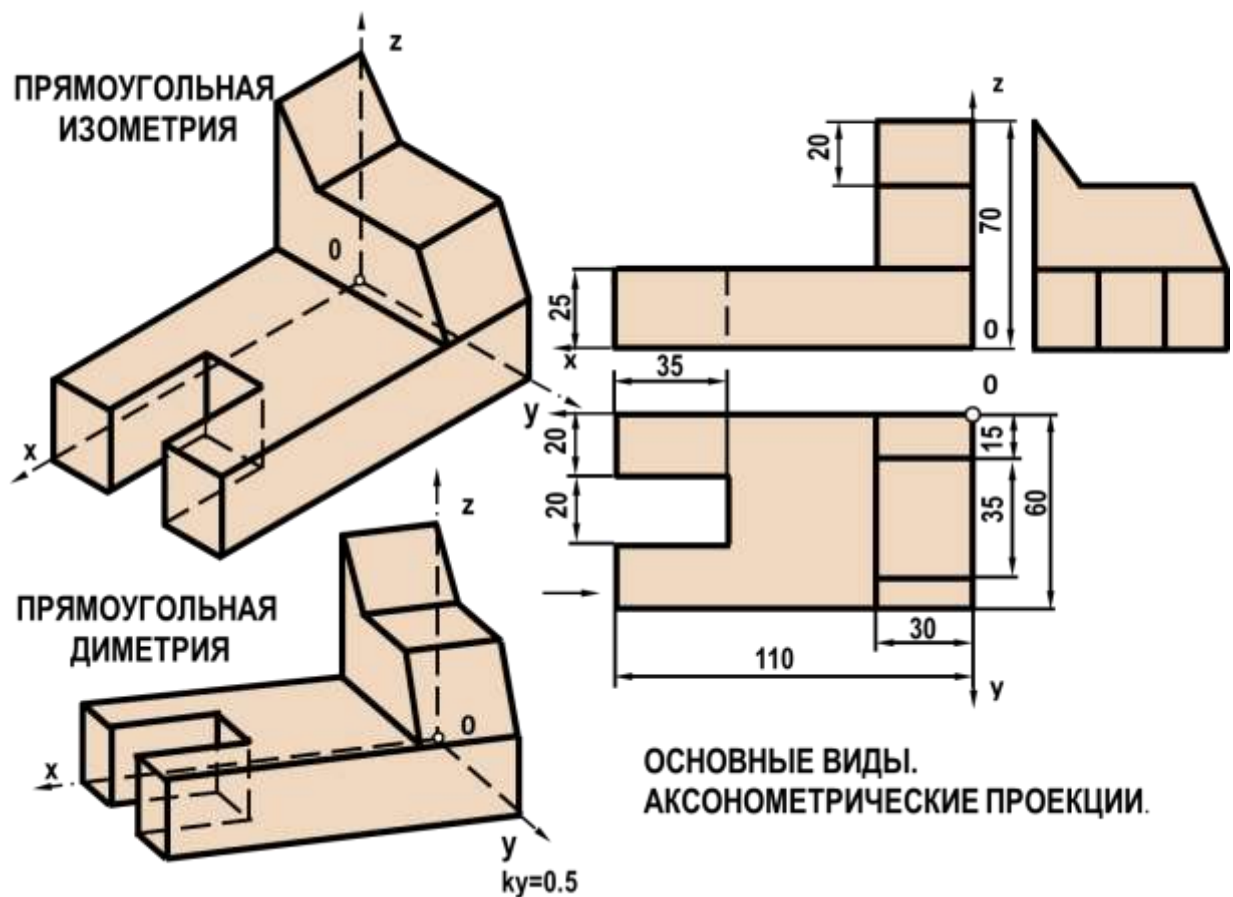 z
ПРЯМОУГОЛЬНАЯ
ИЗОМЕТРИЯ
0
x
y
z
20
70
25
0
x
35
0
20
15
20
35
60
30
110
y
z
ПРЯМОУГОЛЬНАЯ
ДИМЕТРИЯ
0
x
y
ky=0.5
ОСНОВНЫЕ ВИДЫ.
АКСОНОМЕТРИЧЕСКИЕ ПРОЕКЦИИ.